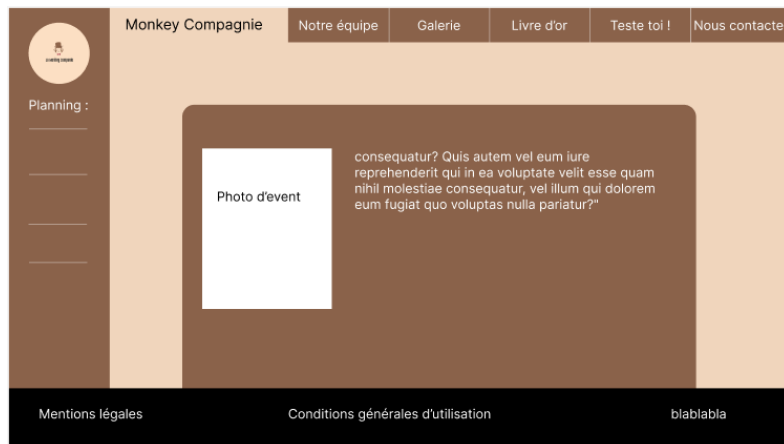 Monkey Compagnie
Notre équipe
Galerie
Livre d'or
Teste toi !
Nous contacte
Planning :
Photo d'event
consequatur? Quis autem vel eum iure
reprehenderit qui in ea voluptate velit esse quam
nihil molestiae consequatur, vel illum qui dolorem
eum fugiat quo voluptas nulla pariatur?"
Mentions légales
Conditions générales d'utilisation
blablabla